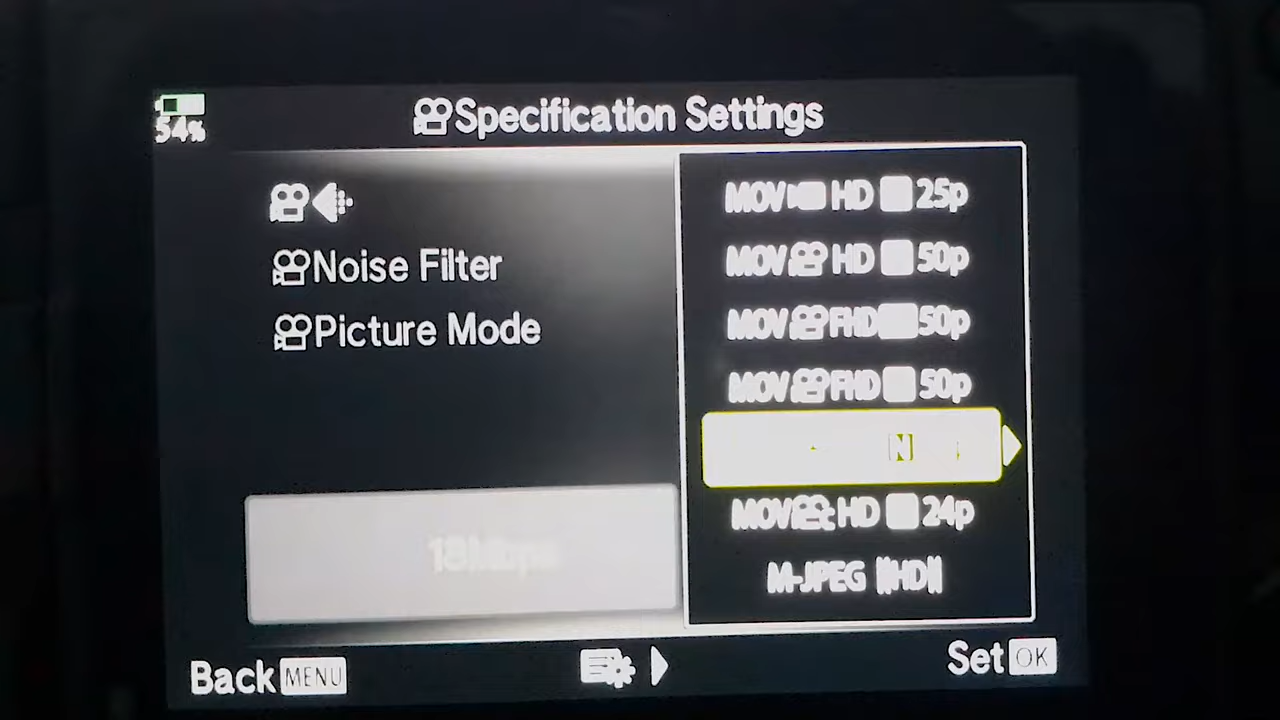 54%
Specification Settings
Noise Filter
Picture Mode
MOV HD 25p
MOV HD 50p
MOV FHD 50p
MOV FHD 50p
N
MOV HD 24p
M-JPEG HD
18Mbps
Back MENU
Set OK